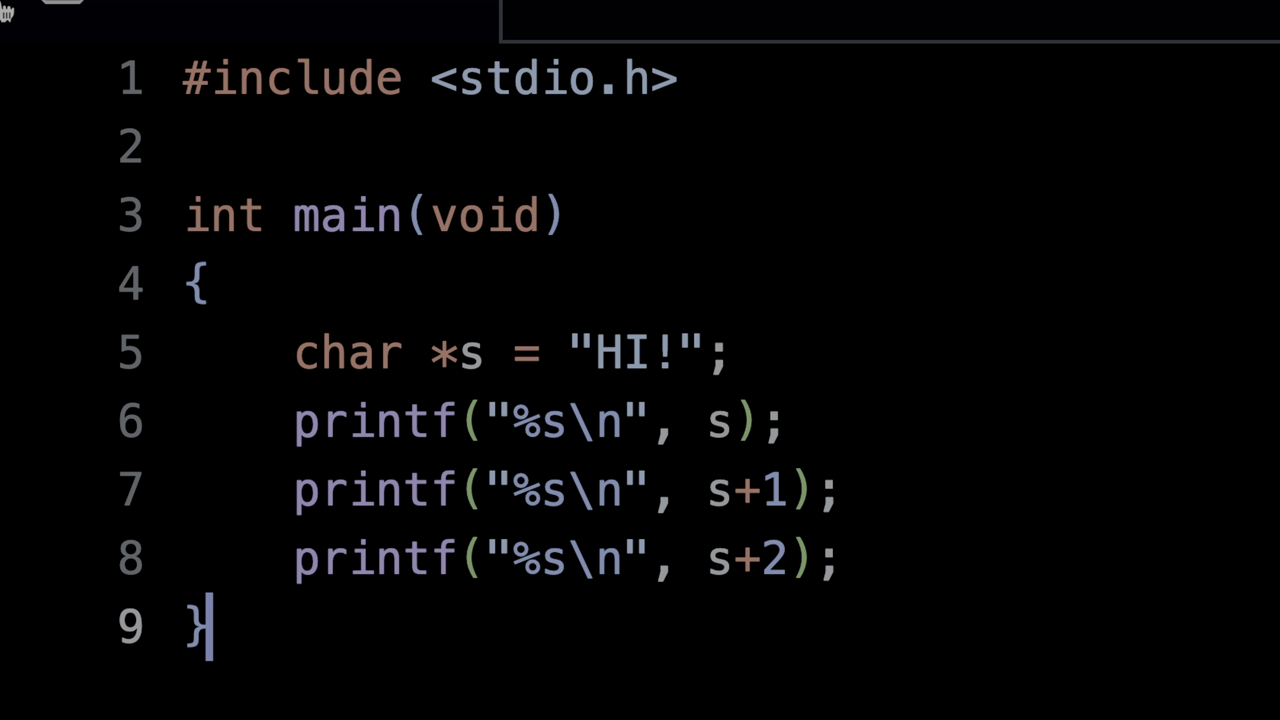 1 #include <stdio.h>
2
3 int main(void)
4 {
5     char *s = "HI!";
6     printf("%s\n", s);
7     printf("%s\n", s+1);
8     printf("%s\n", s+2);
9 }